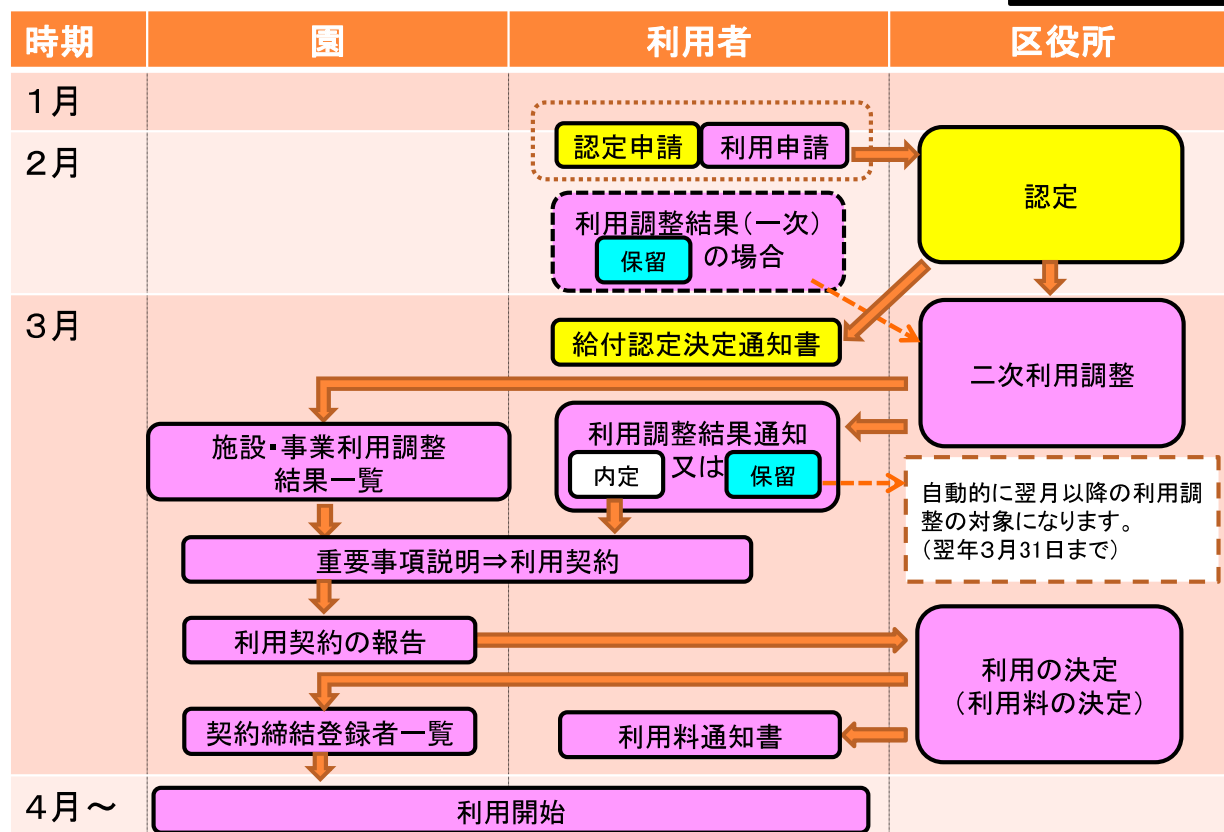 時期
園
利用者
区役所
1月
2月
認定申請
利用申請
認定
利用調整結果(一次)
保留
の場合
3月
給付認定決定通知書
二次利用調整
施設・事業利用調整
結果一覧
利用調整結果通知
内定
又は
保留
自動的に翌月以降の利用調
整の対象になります。
(翌年3月31日まで)
重要事項説明⇒利用契約
利用契約の報告
利用の決定
(利用料の決定)
契約締結登録者一覧
利用料通知書
4月~
利用開始